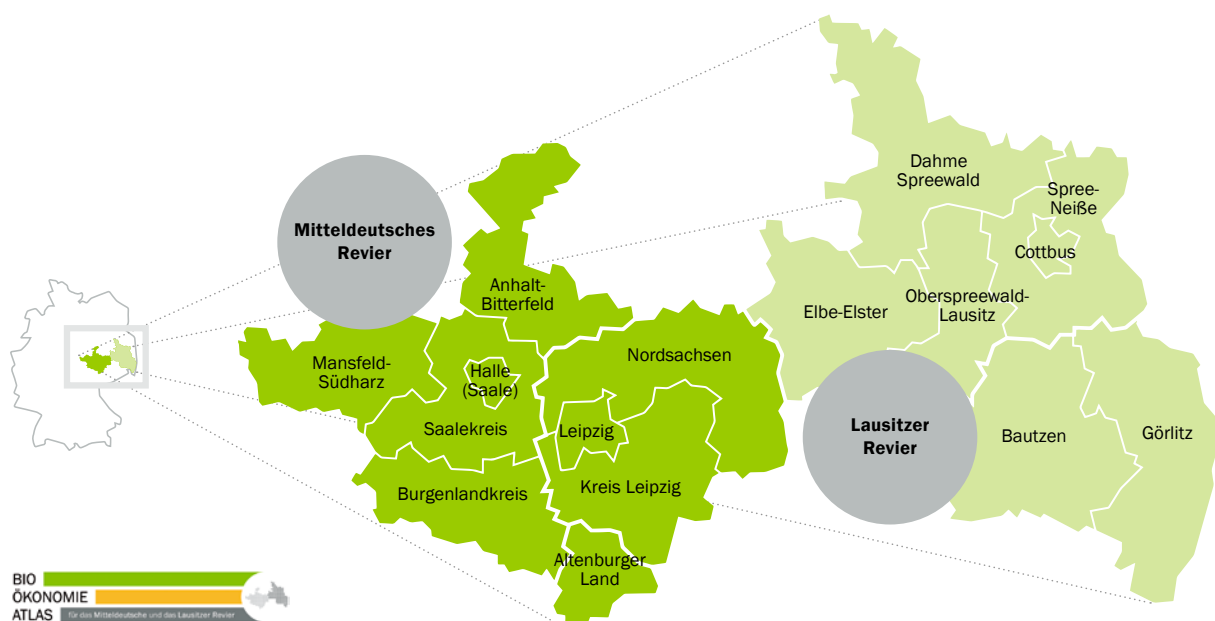 Mitteldeutsches
Revier
Anhalt-
Bitterfeld
Mansfeld-
Südharz
Halle
(Saale)
Saalekreis
Burgenlandkreis
Nordsachsen
Leipzig
Kreis Leipzig
Altenburger
Land
Dahme
Spreewald
Spree-
Neiße
Cottbus
Elbe-Elster
Oberspreewald-
Lausitz
Lausitzer
Revier
Bautzen
Görlitz
BIO
ÖKONOMIE
ATLAS für das Mitteldeutsche und das Lausitzer Revier